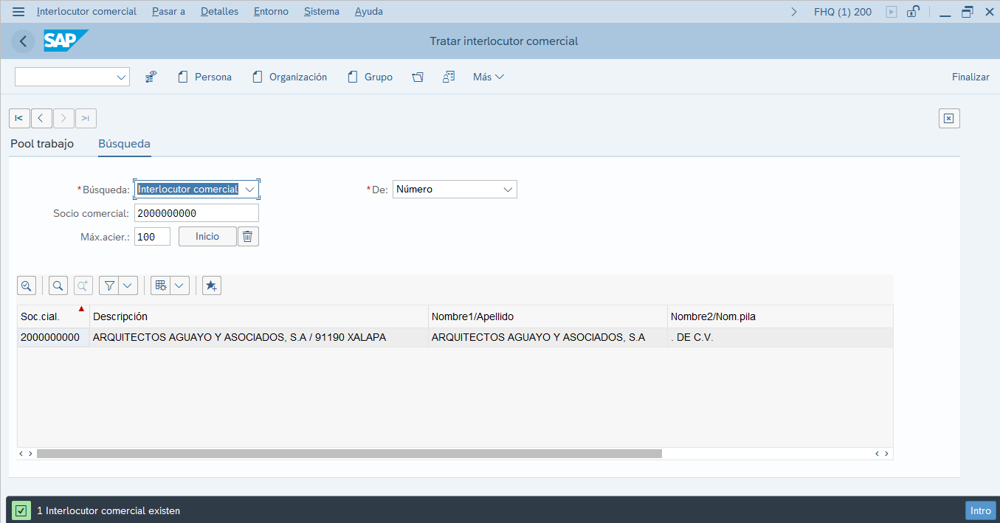 Interlocutor comercial Pasar a Detalles Entorno Sistema Ayuda FHQ (1) 200
SAP Tratar interlocutor comercial
Persona Organización Grupo Más Finalizar
Pool trabajo Búsqueda
*Búsqueda: Interlocutor comercial *De: Número
Socio comercial: 2000000000
Máx.acier.: 100 Inicio
Soc.cial. Descripción Nombre1/Apellido Nombre2/Nom.pila
2000000000 ARQUITECTOS AGUAYO Y ASOCIADOS, S.A / 91190 XALAPA ARQUITECTOS AGUAYO Y ASOCIADOS, S.A . DE C.V.
1 Interlocutor comercial existen Intro